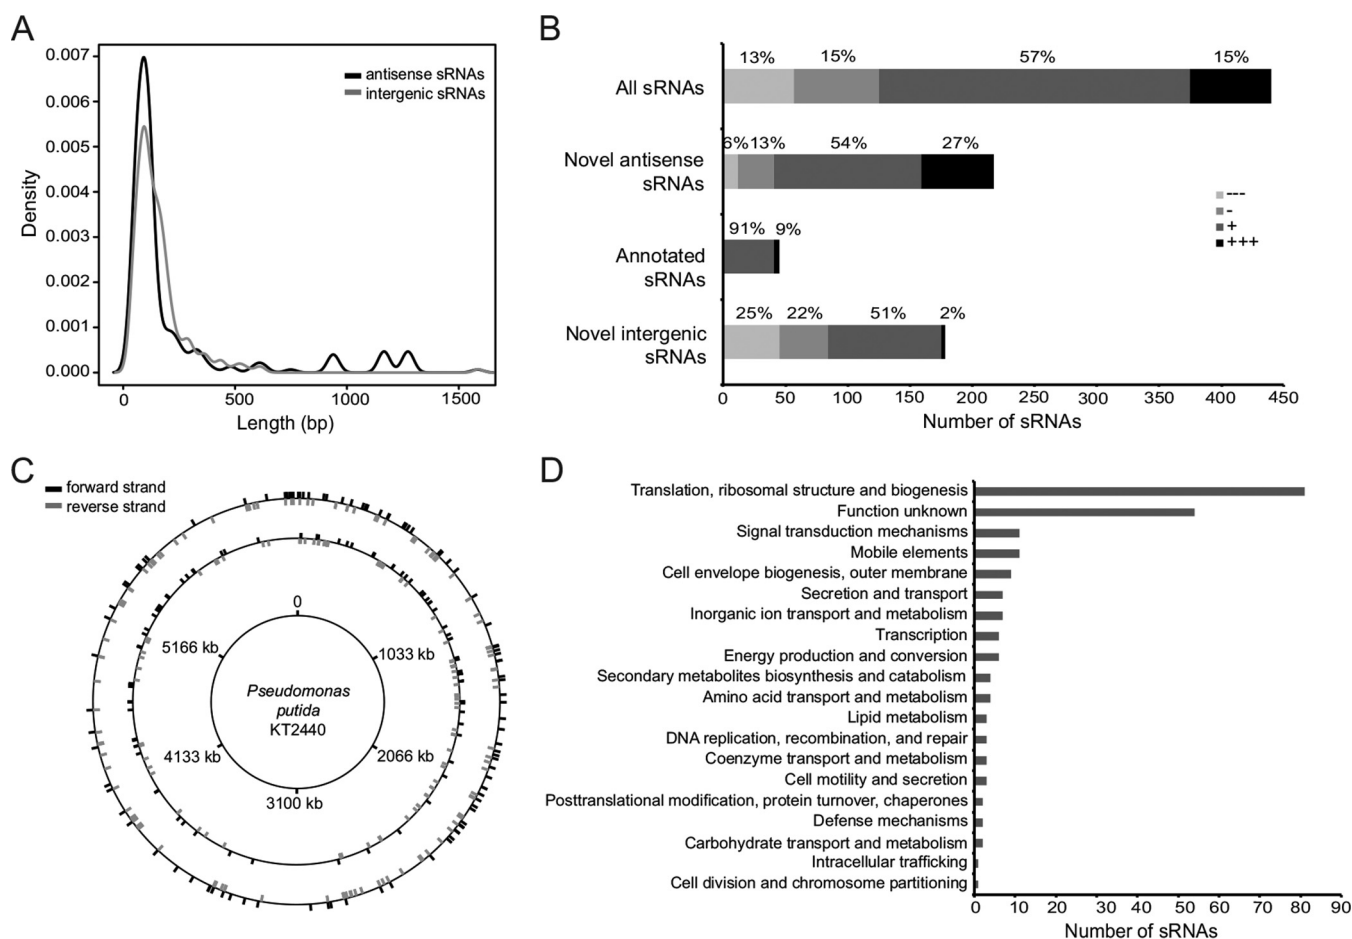 A
0.007
0.006
0.005
0.004
0.003
0.002
0.001
0.000
Density
antisense sRNAs
intergenic sRNAs
0
500
1000
1500
Length (bp)
B
13%
15%
57%
15%
All sRNAs
6%
13%
54%
27%
Novel antisense
sRNAs
91%
9%
Annotated
sRNAs
25%
22%
51%
2%
Novel intergenic
sRNAs
---
-
+
+++
0
50
100
150
200
250
300
350
400
450
Number of sRNAs
C
forward strand
reverse strand
0
1033 kb
2066 kb
3100 kb
4133 kb
5166 kb
Pseudomonas
putida
KT2440
D
Translation, ribosomal structure and biogenesis
Function unknown
Signal transduction mechanisms
Mobile elements
Cell envelope biogenesis, outer membrane
Secretion and transport
Inorganic ion transport and metabolism
Transcription
Energy production and conversion
Secondary metabolites biosynthesis and catabolism
Amino acid transport and metabolism
Lipid metabolism
DNA replication, recombination, and repair
Coenzyme transport and metabolism
Cell motility and secretion
Posttranslational modification, protein turnover, chaperones
Defense mechanisms
Carbohydrate transport and metabolism
Intracellular trafficking
Cell division and chromosome partitioning
0
10
20
30
40
50
60
70
80
90
Number of sRNAs